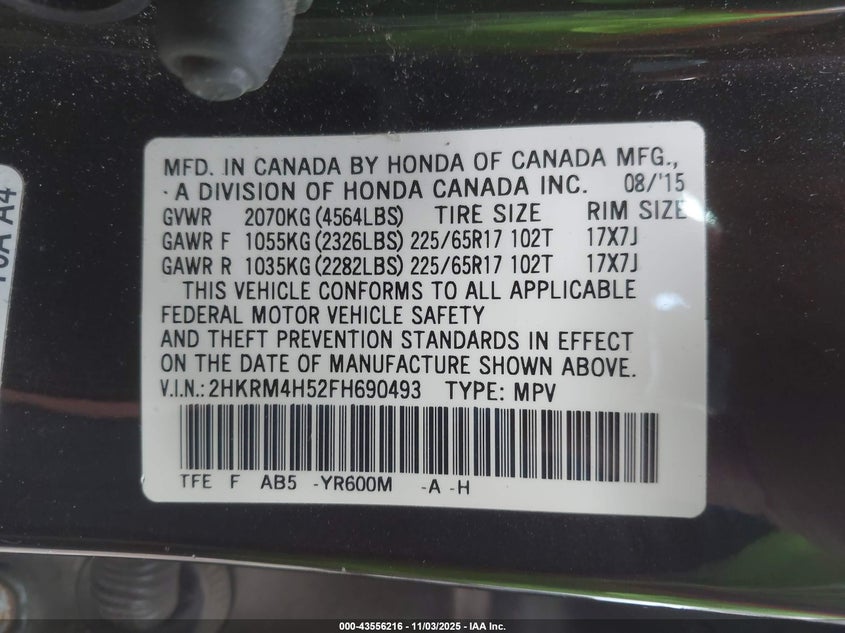 MFD. IN CANADA BY HONDA OF CANADA MFG.,
A DIVISION OF HONDA CANADA INC. 08/'15
GVWR 2070KG (4564LBS) TIRE SIZE RIM SIZE
GAWR F 1055KG (2326LBS) 225/65R17 102T 17X7J
GAWR R 1035KG (2282LBS) 225/65R17 102T 17X7J
THIS VEHICLE CONFORMS TO ALL APPLICABLE
FEDERAL MOTOR VEHICLE SAFETY
AND THEFT PREVENTION STANDARDS IN EFFECT
ON THE DATE OF MANUFACTURE SHOWN ABOVE.
V.I.N.: 2HKRM4H52FH690493 TYPE: MPV
TFE F AB5 -YR600M -A -H
A4
000-43556216 - 11/03/2025 - IAA Inc.